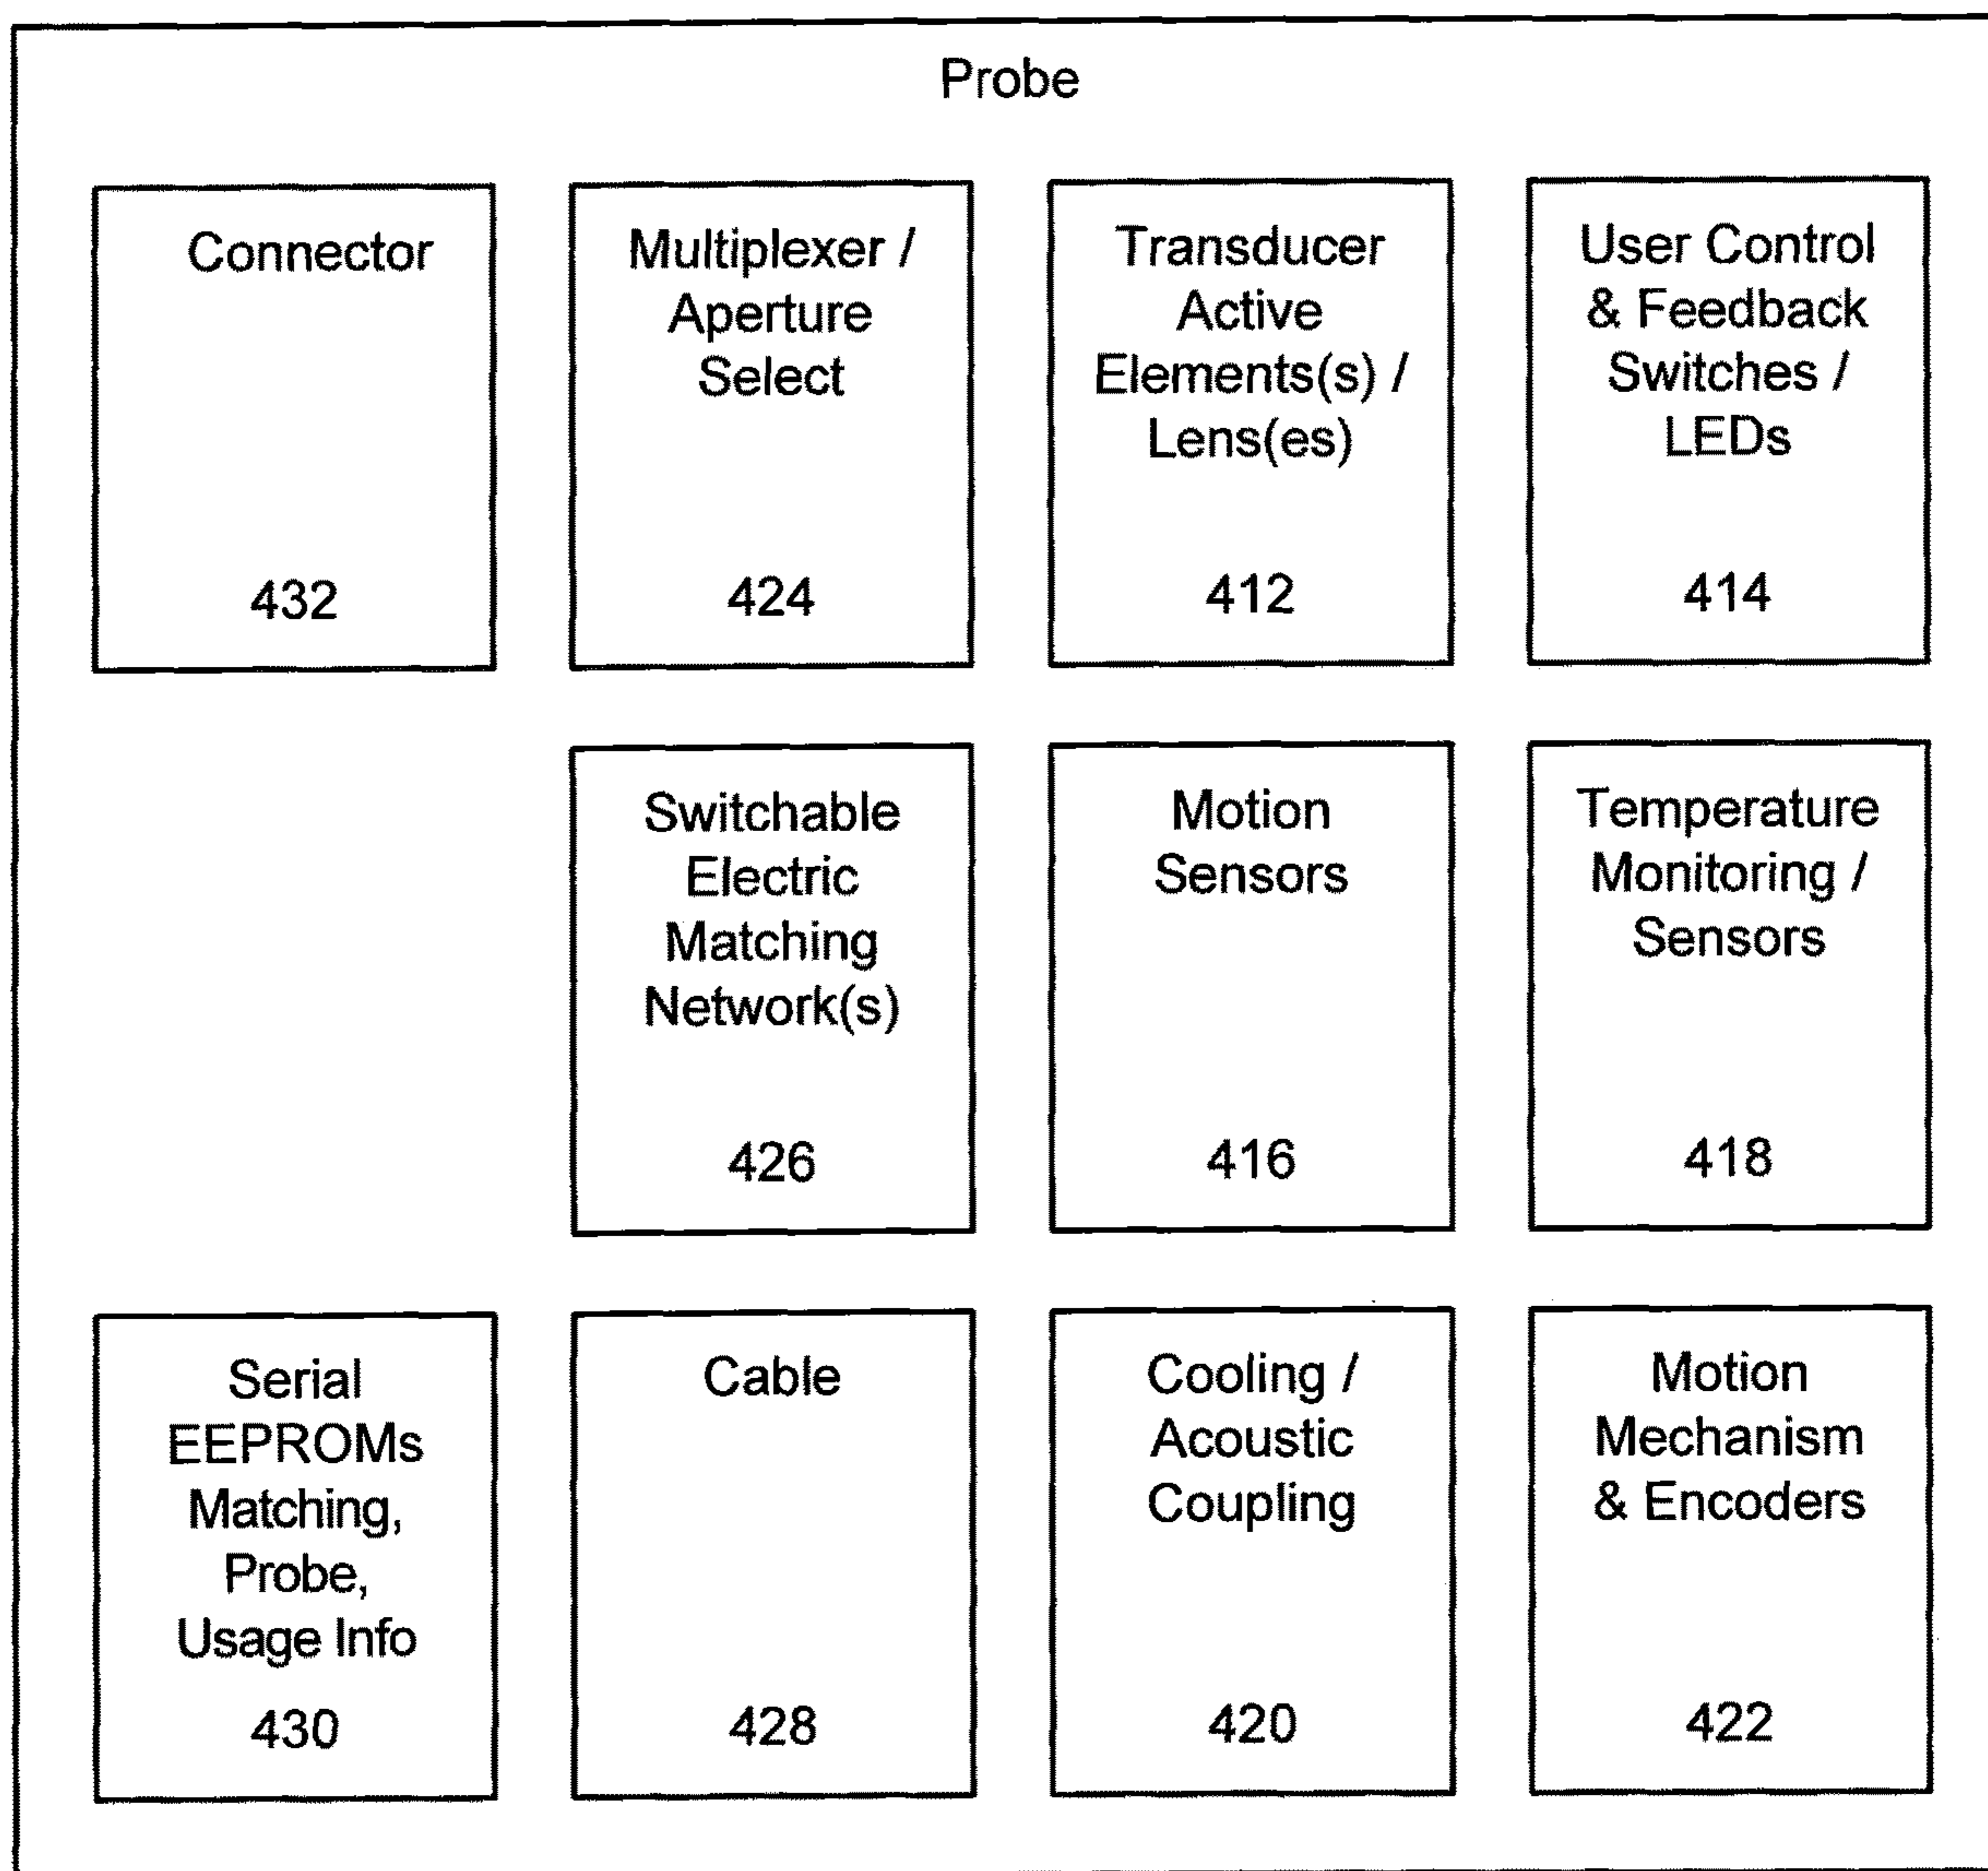 Probe
Connector
432
Multiplexer /
Aperture
Select
424
Transducer
Active
Elements(s) /
Lens(es)
412
User Control
& Feedback
Switches /
LEDs
414
Switchable
Electric
Matching
Network(s)
426
Motion
Sensors
416
Temperature
Monitoring /
Sensors
418
Serial
EEPROMs
Matching,
Probe,
Usage Info
430
Cable
428
Cooling /
Acoustic
Coupling
420
Motion
Mechanism
& Encoders
422